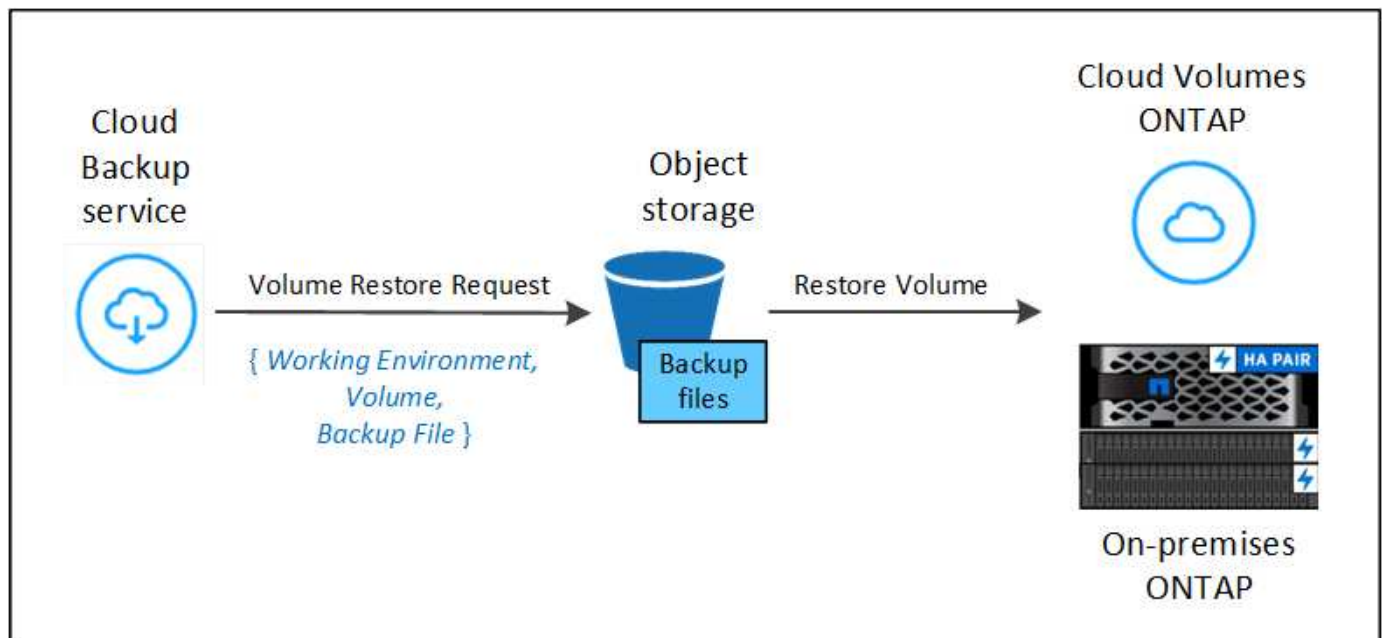 Cloud
Backup
service
Volume Restore Request
{ Working Environment,
Volume,
Backup File }
Object
storage
Backup
files
Restore Volume
Cloud Volumes
ONTAP
HA PAIR
On-premises
ONTAP